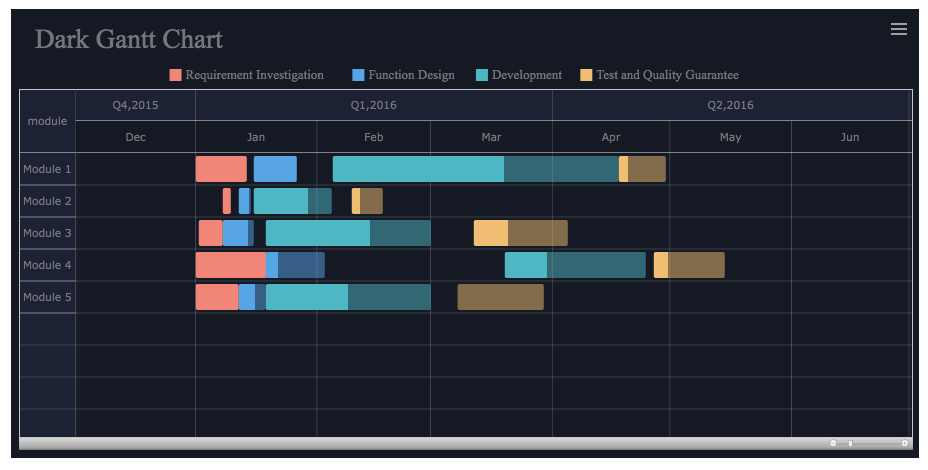 Dark Gantt Chart
Requirement Investigation Function Design Development Test and Quality Guarantee
module Q4,2015 Q1,2016 Q2,2016
Dec Jan Feb Mar Apr May Jun
Module 1
Module 2
Module 3
Module 4
Module 5